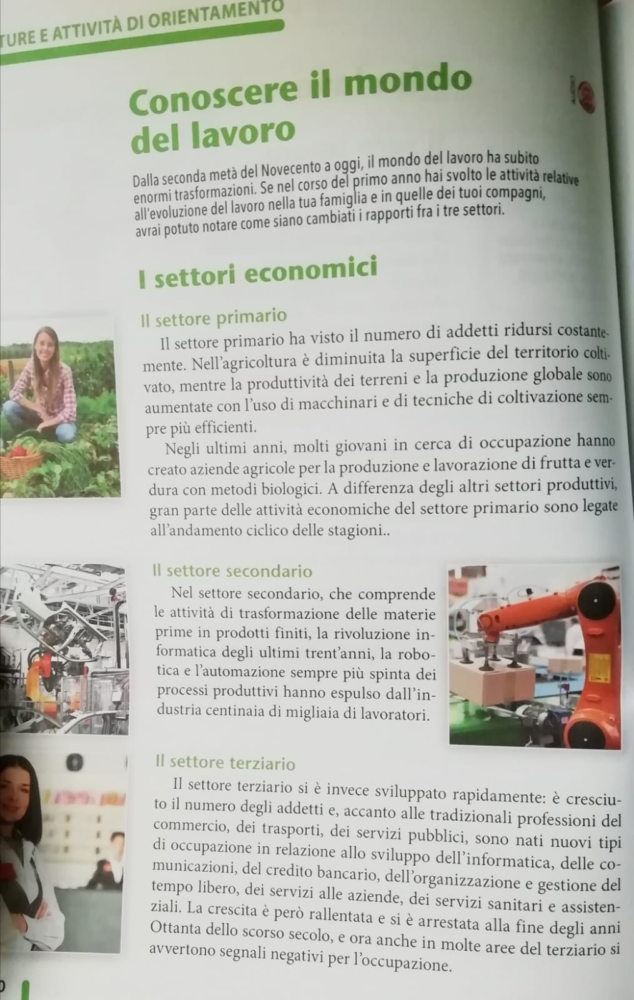 TURE E ATTIVITÀ DI ORIENTAMENTO
AUDIO
Conoscere il mondo
del lavoro
Dalla seconda metà del Novecento a oggi, il mondo del lavoro ha subito
enormi trasformazioni. Se nel corso del primo anno hai svolto le attività relative
all'evoluzione del lavoro nella tua famiglia e in quelle dei tuoi compagni,
avrai potuto notare come siano cambiati i rapporti fra i tre settori.
I settori economici
Il settore primario
Il settore primario ha visto il numero di addetti ridursi costante-
mente. Nell'agricoltura è diminuita la superficie del territorio colti-
vato, mentre la produttività dei terreni e la produzione globale sono
aumentate con l'uso di macchinari e di tecniche di coltivazione sem-
pre più efficienti.
Negli ultimi anni, molti giovani in cerca di occupazione hanno
creato aziende agricole per la produzione e lavorazione di frutta e ver-
dura con metodi biologici. A differenza degli altri settori produttivi,
gran parte delle attività economiche del settore primario sono legate
all'andamento ciclico delle stagioni..
Il settore secondario
Nel settore secondario, che comprende
le attività di trasformazione delle materie
prime in prodotti finiti, la rivoluzione in-
formatica degli ultimi trent'anni, la robo-
tica e l'automazione sempre più spinta dei
processi produttivi hanno espulso dall'in-
dustria centinaia di migliaia di lavoratori.
Il settore terziario
Il settore terziario si è invece sviluppato rapidamente: è cresciu-
to il numero degli addetti e, accanto alle tradizionali professioni del
commercio, dei trasporti, dei servizi pubblici, sono nati nuovi tipi
di occupazione in relazione allo sviluppo dell'informatica, delle co-
municazioni, del credito bancario, dell'organizzazione e gestione del
tempo libero, dei servizi alle aziende, dei servizi sanitari e assisten-
ziali. La crescita è però rallentata e si è arrestata alla fine degli anni
Ottanta dello scorso secolo, e ora anche in molte aree del terziario si
avvertono segnali negativi per l'occupazione.
0